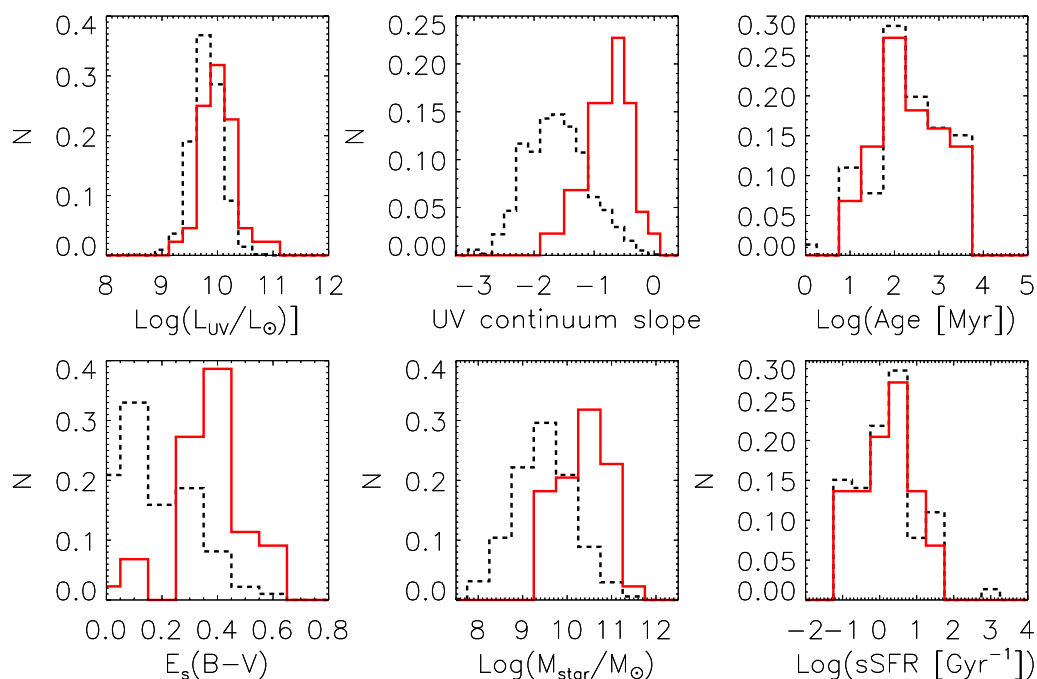 0.4
0.3
0.2
0.1
0.0
N
8 9 10 11 12
Log(L_UV/L_⊙)]
0.25
0.20
0.15
0.10
0.05
0.00
N
−3 −2 −1 0
UV continuum slope
0.30
0.25
0.20
0.15
0.10
0.05
0.00
N
0 1 2 3 4 5
Log(Age [Myr])
0.4
0.3
0.2
0.1
0.0
N
0.0 0.2 0.4 0.6 0.8
E_s(B−V)
0.4
0.3
0.2
0.1
0.0
N
8 9 10 11 12
Log(M_star/M_⊙)
0.30
0.25
0.20
0.15
0.10
0.05
0.00
N
−2−1 0 1 2 3 4
Log(sSFR [Gyr⁻¹])